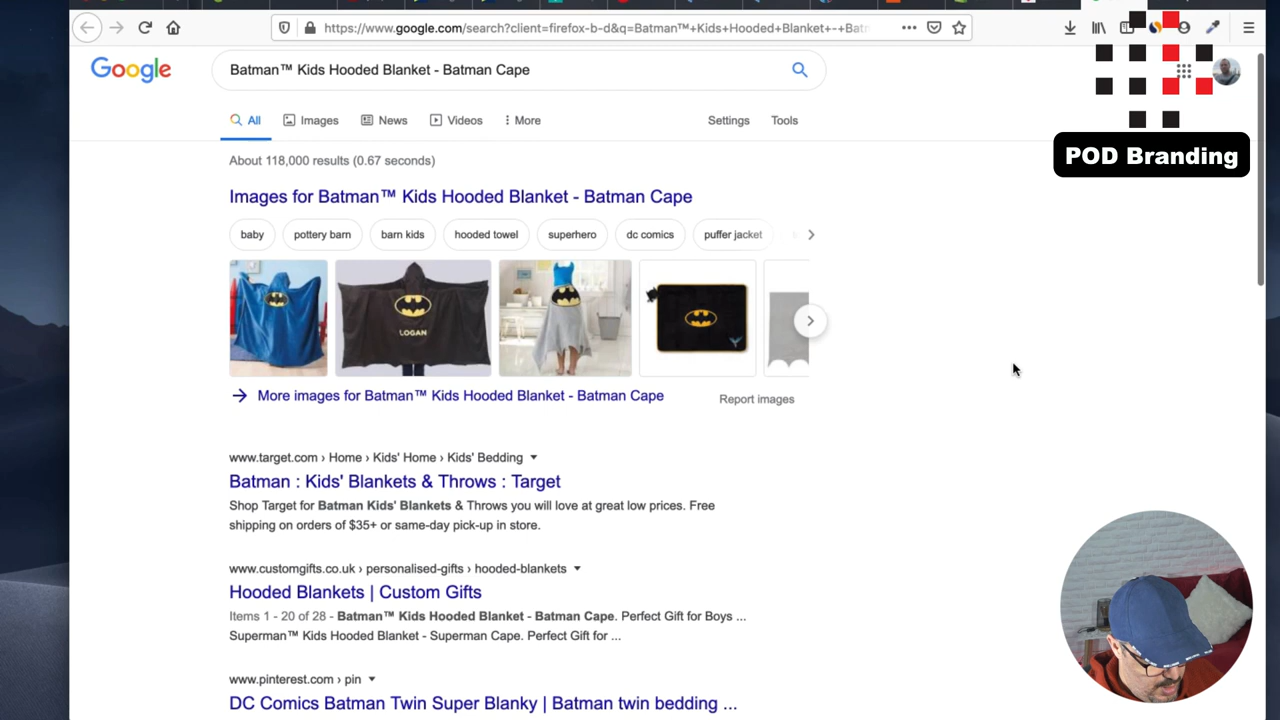 https://www.google.com/search?client=firefox-b-d&q=Batman™+Kids+Hooded+Blanket+-+Batn
Google
Batman™ Kids Hooded Blanket - Batman Cape
All
Images
News
Videos
More
Settings
Tools
POD Branding
About 118,000 results (0.67 seconds)
Images for Batman™ Kids Hooded Blanket - Batman Cape
baby
pottery barn
barn kids
hooded towel
superhero
dc comics
puffer jacket
LOGAN
More images for Batman™ Kids Hooded Blanket - Batman Cape
Report images
www.target.com › Home › Kids' Home › Kids' Bedding
Batman : Kids' Blankets & Throws : Target
Shop Target for Batman Kids' Blankets & Throws you will love at great low prices. Free
shipping on orders of $35+ or same-day pick-up in store.
www.customgifts.co.uk › personalised-gifts › hooded-blankets
Hooded Blankets | Custom Gifts
Items 1 - 20 of 28 - Batman™ Kids Hooded Blanket - Batman Cape. Perfect Gift for Boys ...
Superman™ Kids Hooded Blanket - Superman Cape. Perfect Gift for ...
www.pinterest.com › pin
DC Comics Batman Twin Super Blanky | Batman twin bedding ...